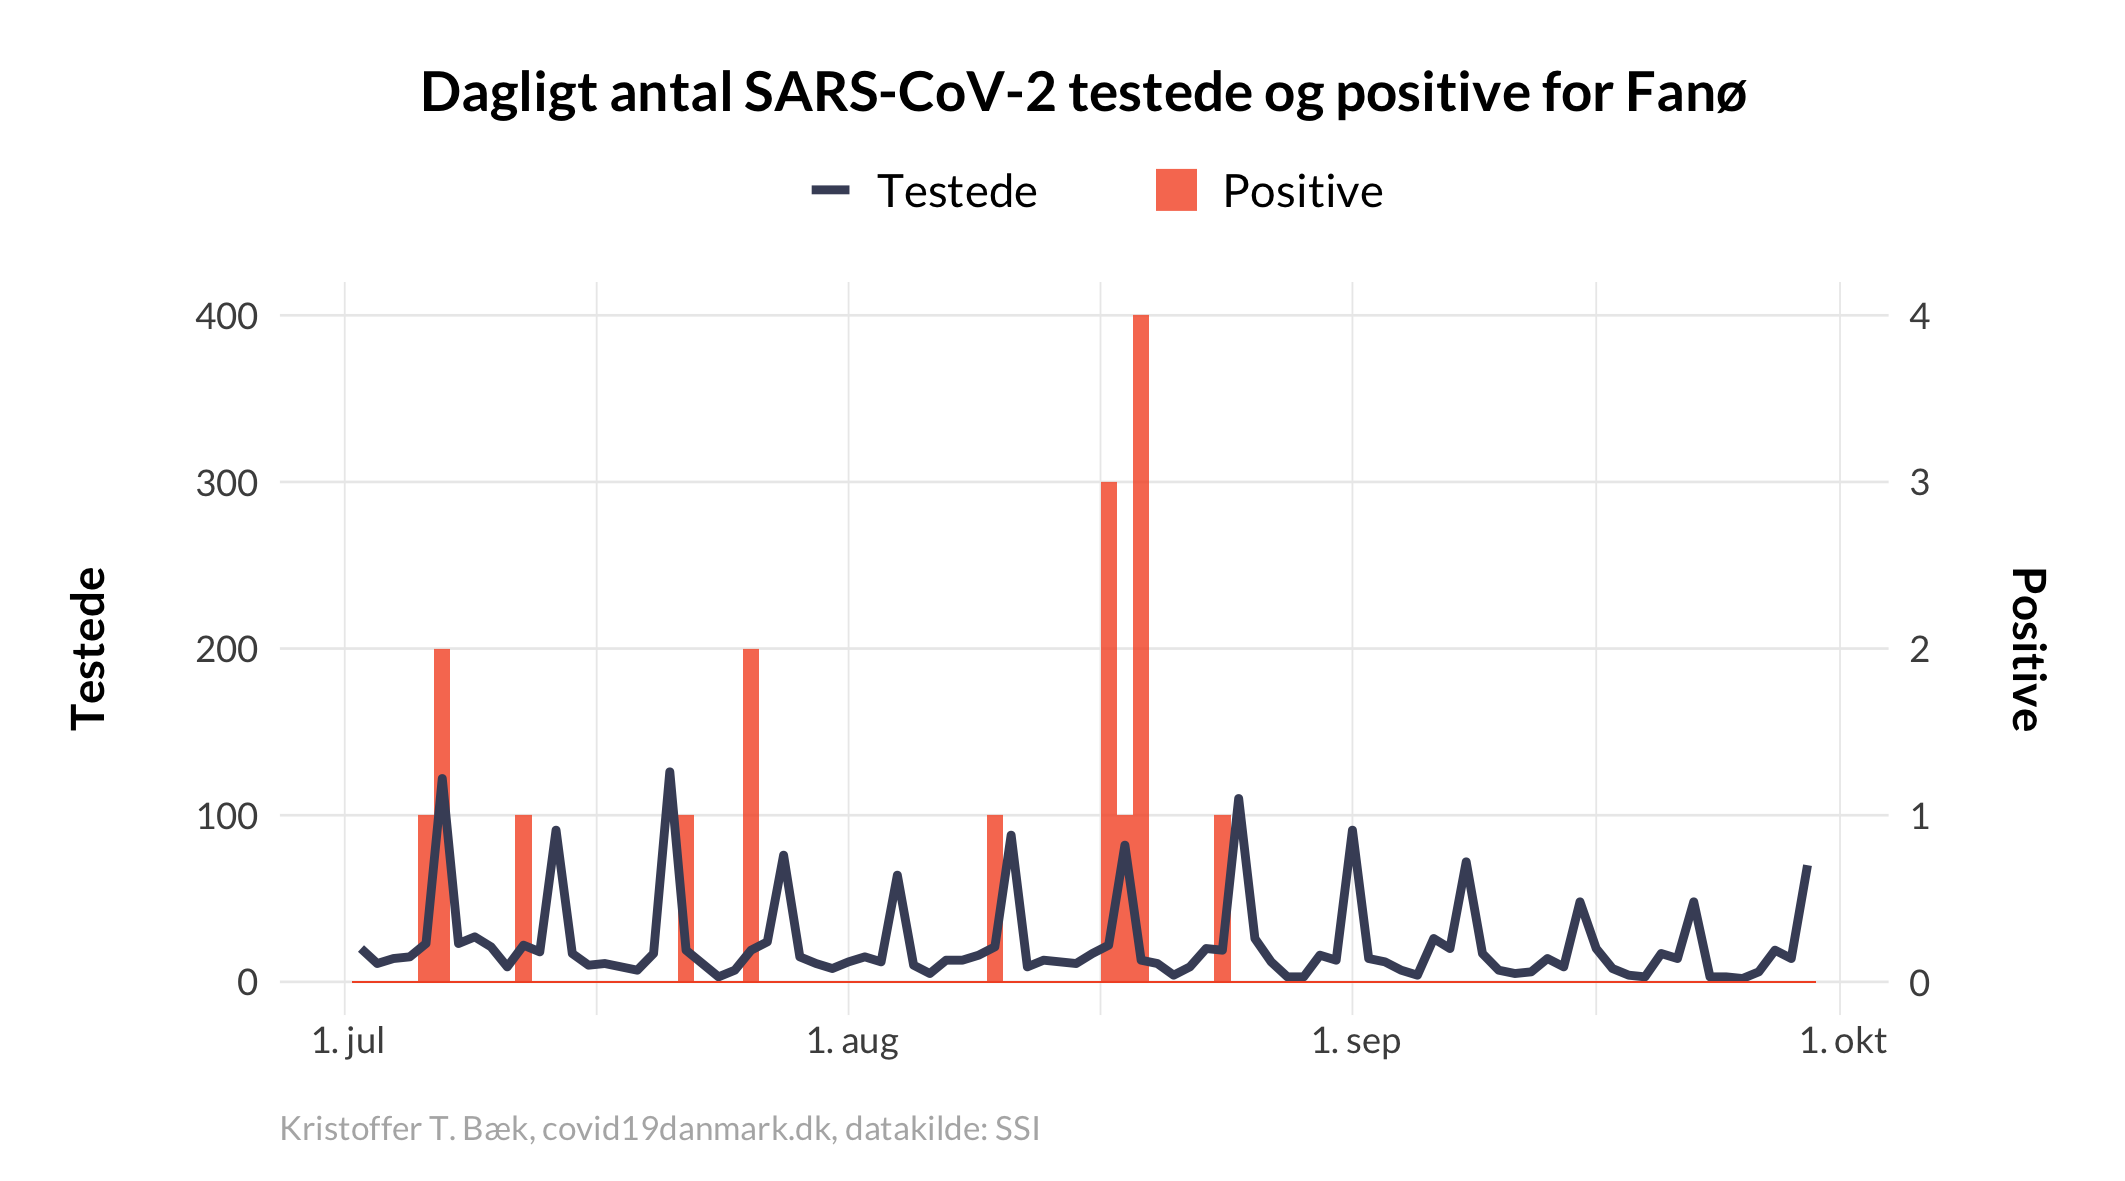 Dagligt antal SARS-CoV-2 testede og positive for Fanø
Testede
Positive
400
300
200
100
0
4
3
2
1
0
Testede
Positive
1. jul
1. aug
1. sep
1. okt
Kristoffer T. Bæk, covid19danmark.dk, datakilde: SSI